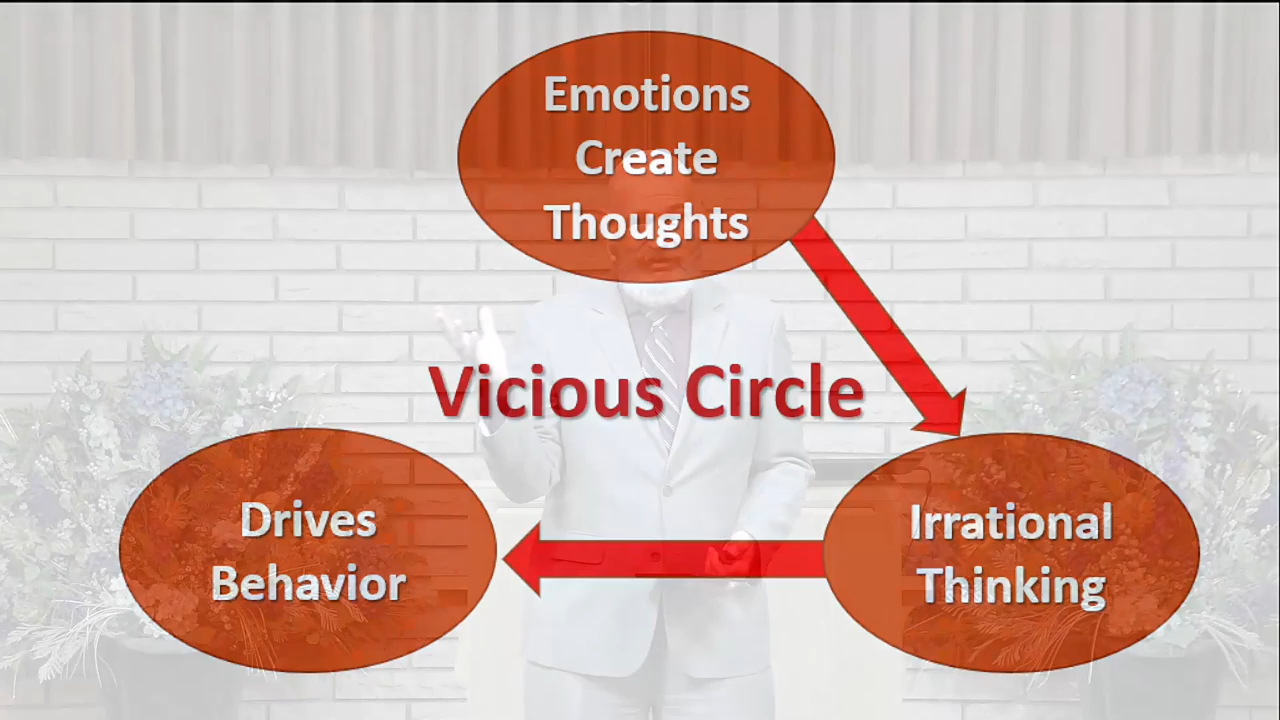 Emotions
Create
Thoughts
Vicious Circle
Drives
Behavior
Irrational
Thinking